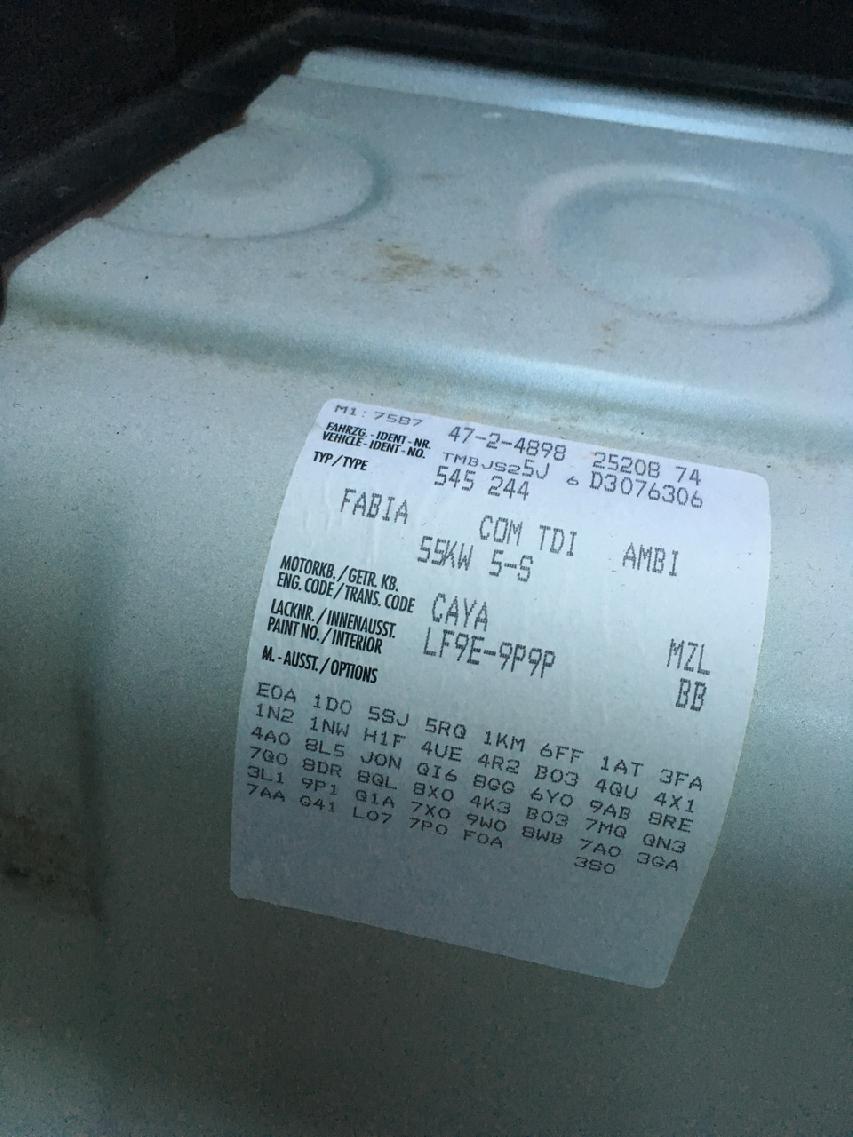 M1: 7587 47-2-4898 2520B 74
FAHRZG.-IDENT-NR.
VEHICLE-IDENT-NO. TMBJS25J 6 D3076306
TYP/TYPE 545 244
FABIA COM TDI AMBI
55KW 5-S
MOTORKB./GETR. KB.
ENG. CODE/TRANS. CODE CAYA MZL
LACKNR./INNENAUSST.
PAINT NO./INTERIOR LF9E-9P9P BB
M.-AUSST./OPTIONS
E0A 1D0 5SJ 5RQ 1KM 6FF 1AT 3FA
1N2 1NW H1F 4UE 4R2 B03 4QU 4X1
4A0 8L5 J0N QI6 8GG 6Y0 9AB 8RE
7G0 8DR 8QL 8X0 4K3 B03 7MQ QN3
3L1 9P1 G1A 7X0 9W0 8WB 7A0 3GA
7AA G41 L07 7P0 F0A 3S0